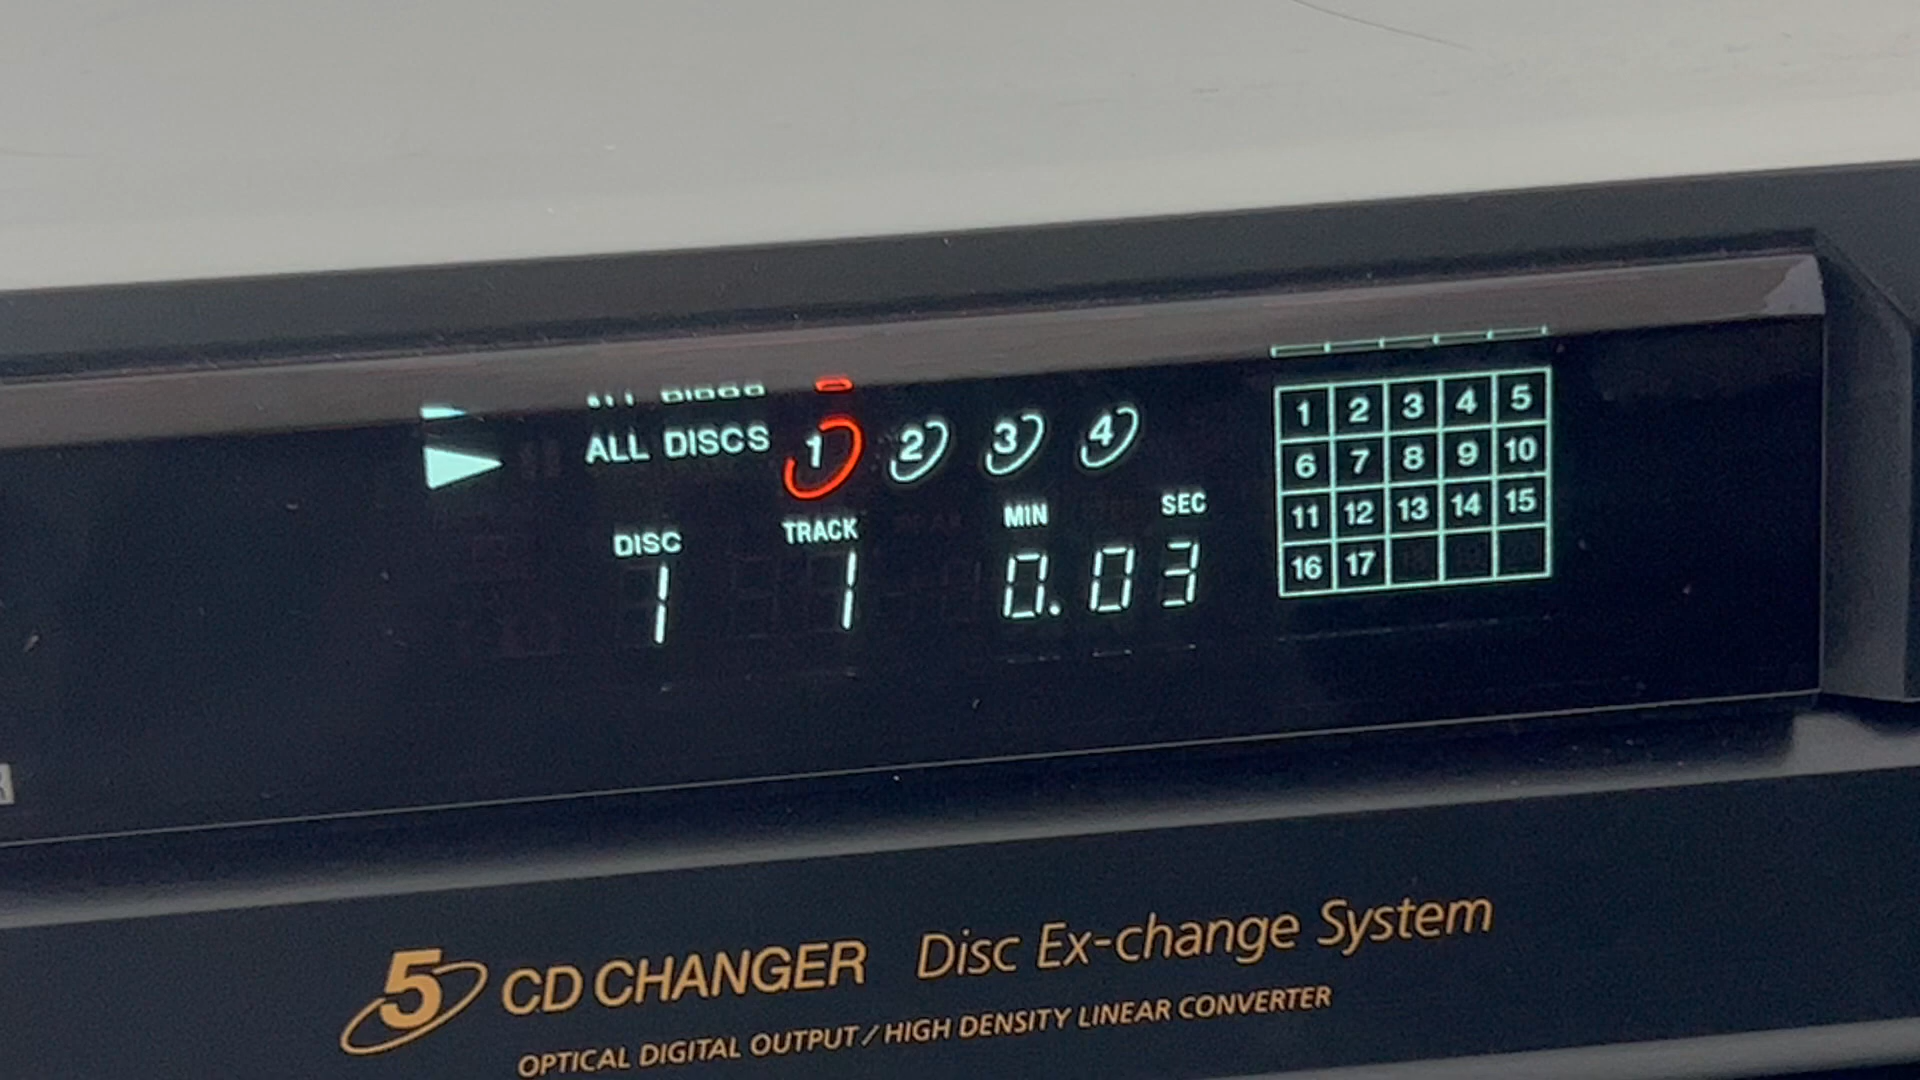 ALL DISCS 1 2 3 4
DISC TRACK MIN SEC
1 1 0.03
1 2 3 4 5
6 7 8 9 10
11 12 13 14 15
16 17
5 CD CHANGER Disc Ex-change System
OPTICAL DIGITAL OUTPUT / HIGH DENSITY LINEAR CONVERTER